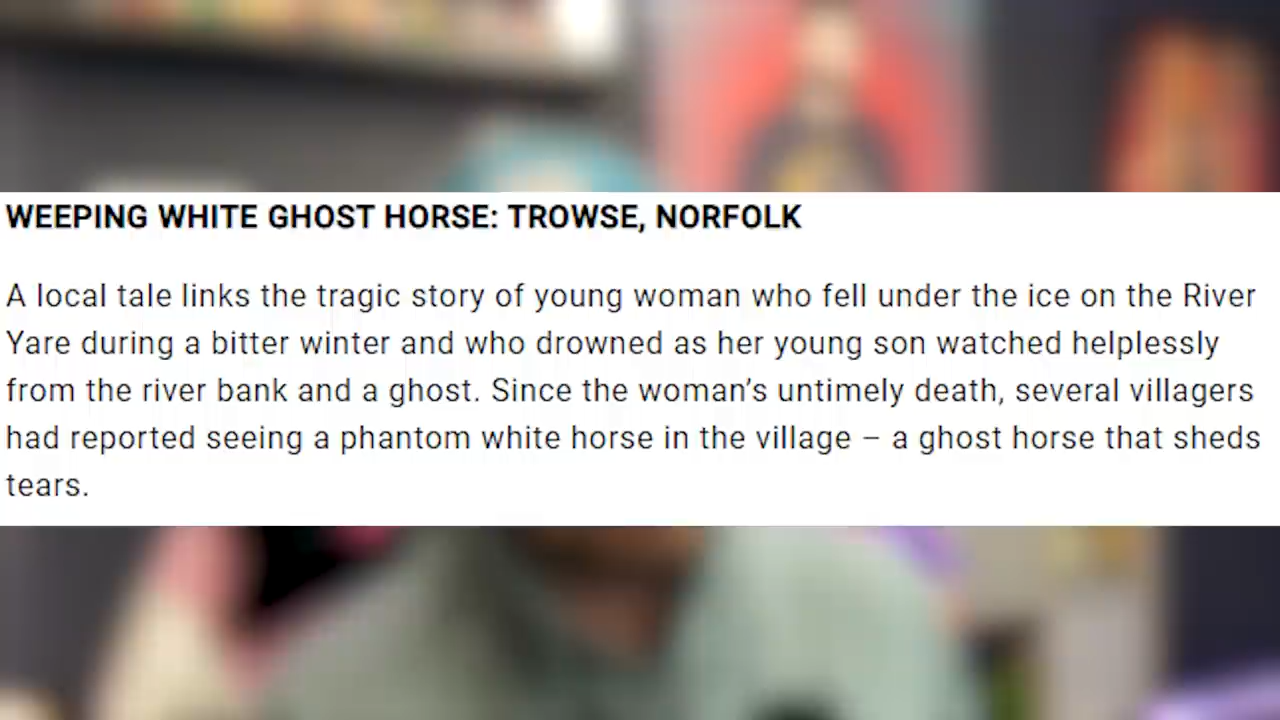 WEEPING WHITE GHOST HORSE: TROWSE, NORFOLK
A local tale links the tragic story of young woman who fell under the ice on the River
Yare during a bitter winter and who drowned as her young son watched helplessly
from the river bank and a ghost. Since the woman’s untimely death, several villagers
had reported seeing a phantom white horse in the village – a ghost horse that sheds
tears.